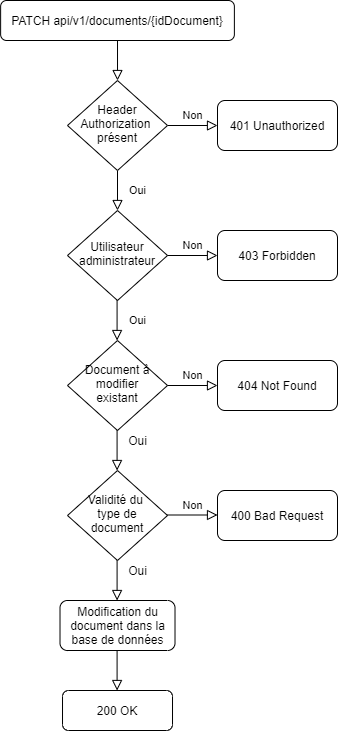 PATCH api/v1/documents/{idDocument}
Header
Authorization
présent
Non
401 Unauthorized
Oui
Utilisateur
administrateur
Non
403 Forbidden
Oui
Document à
modifier
existant
Non
404 Not Found
Oui
Validité du
type de
document
Non
400 Bad Request
Oui
Modification du
document dans la
base de données
200 OK